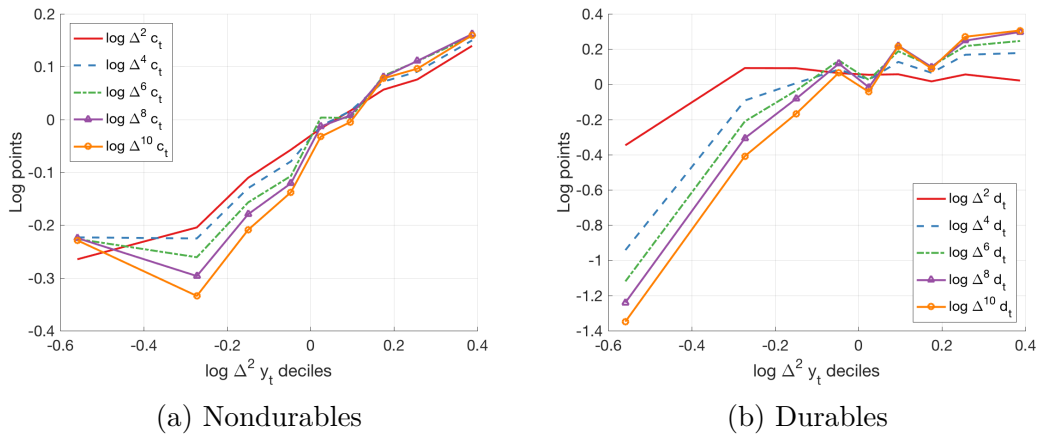 0.2
0.1
0
-0.1
-0.2
-0.3
-0.4
Log points
log Δ² c_t
log Δ⁴ c_t
log Δ⁶ c_t
log Δ⁸ c_t
log Δ¹⁰ c_t
-0.6 -0.4 -0.2 0 0.2 0.4
log Δ² y_t deciles
(a) Nondurables
0.4
0.2
0
-0.2
-0.4
-0.6
-0.8
-1
-1.2
-1.4
Log points
log Δ² d_t
log Δ⁴ d_t
log Δ⁶ d_t
log Δ⁸ d_t
log Δ¹⁰ d_t
-0.6 -0.4 -0.2 0 0.2 0.4
log Δ² y_t deciles
(b) Durables